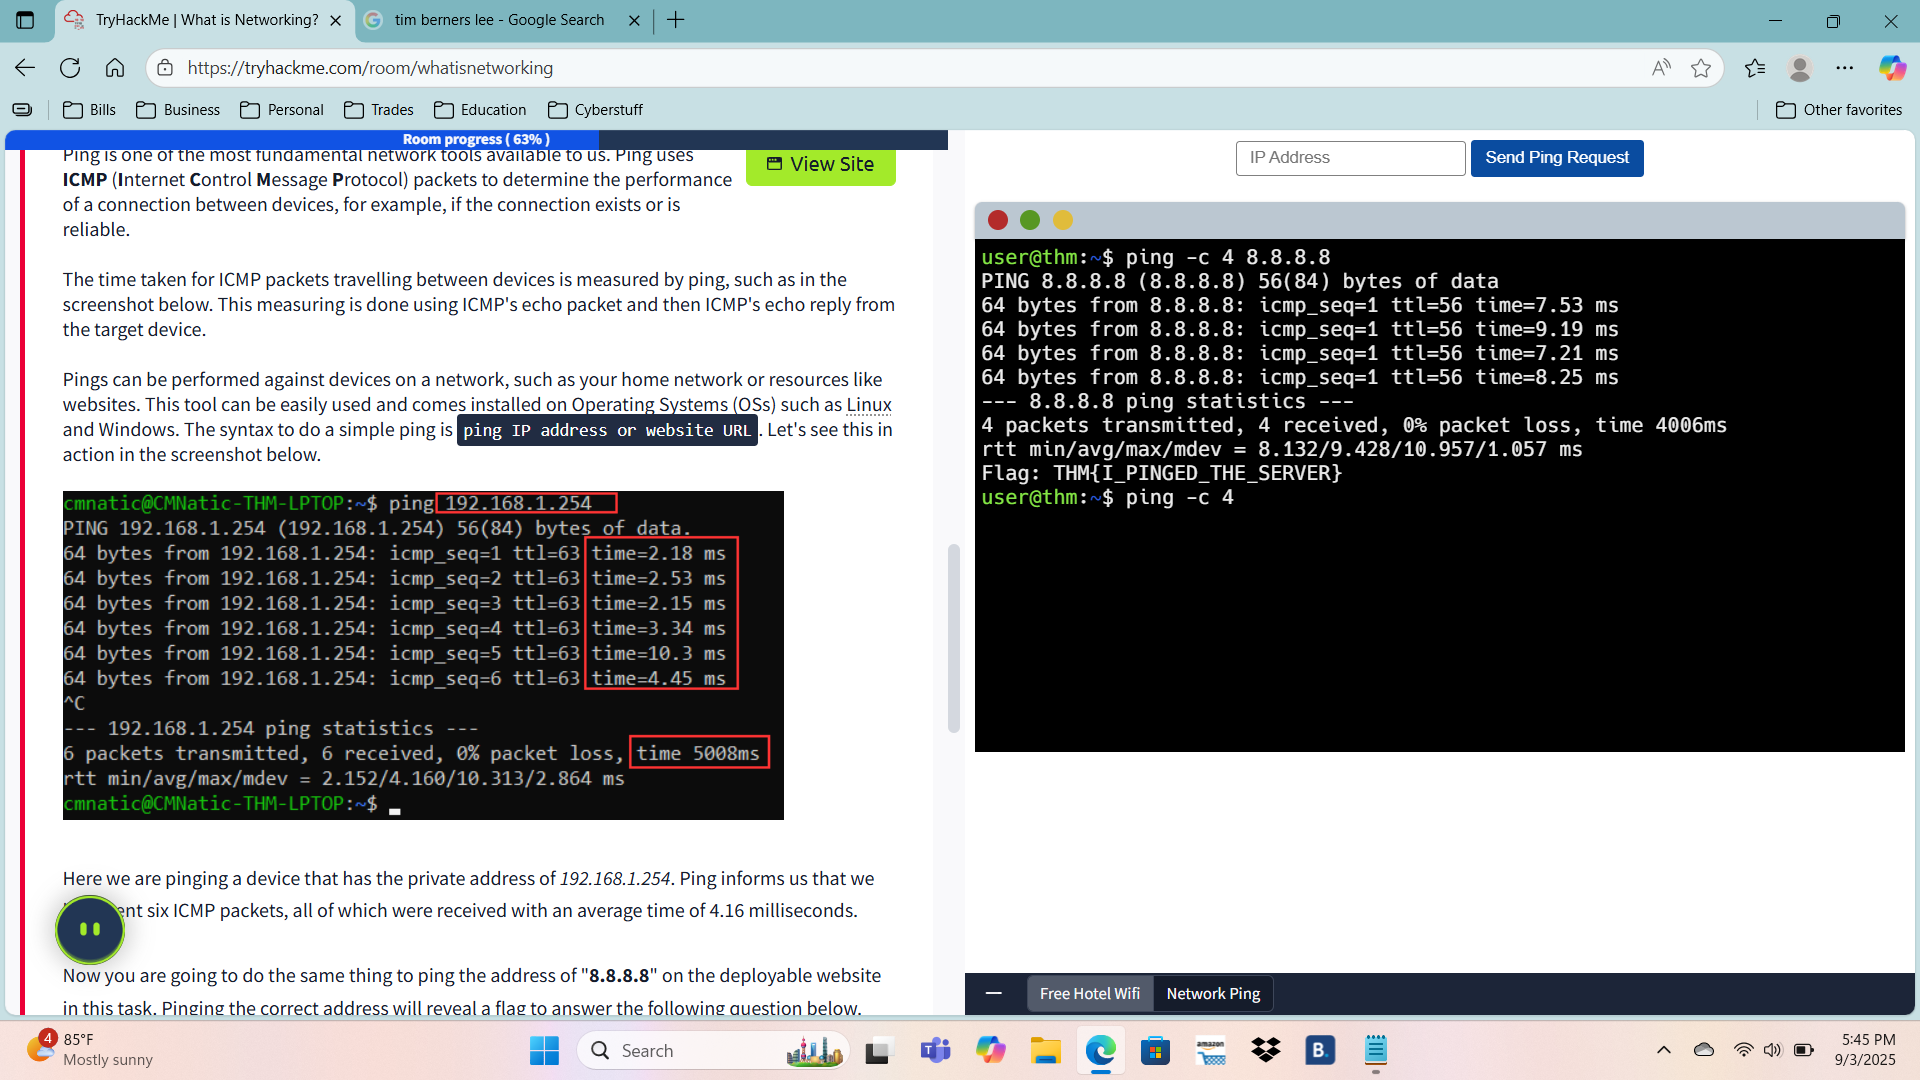 TryHackMe | What is Networking?
tim berners lee - Google Search
https://tryhackme.com/room/whatisnetworking
Bills
Business
Personal
Trades
Education
Cyberstuff
Other favorites
Room progress ( 63% )
Ping is one of the most fundamental network tools available to us. Ping uses
ICMP (Internet Control Message Protocol) packets to determine the performance
of a connection between devices, for example, if the connection exists or is
reliable.
View Site
The time taken for ICMP packets travelling between devices is measured by ping, such as in the
screenshot below. This measuring is done using ICMP's echo packet and then ICMP's echo reply from
the target device.
Pings can be performed against devices on a network, such as your home network or resources like
websites. This tool can be easily used and comes installed on Operating Systems (OSs) such as Linux
and Windows. The syntax to do a simple ping is ping IP address or website URL . Let's see this in
action in the screenshot below.
cmnatic@CMNatic-THM-LPTOP:~$ ping 192.168.1.254
PING 192.168.1.254 (192.168.1.254) 56(84) bytes of data.
64 bytes from 192.168.1.254: icmp_seq=1 ttl=63 time=2.18 ms
64 bytes from 192.168.1.254: icmp_seq=2 ttl=63 time=2.53 ms
64 bytes from 192.168.1.254: icmp_seq=3 ttl=63 time=2.15 ms
64 bytes from 192.168.1.254: icmp_seq=4 ttl=63 time=3.34 ms
64 bytes from 192.168.1.254: icmp_seq=5 ttl=63 time=10.3 ms
64 bytes from 192.168.1.254: icmp_seq=6 ttl=63 time=4.45 ms
^C
--- 192.168.1.254 ping statistics ---
6 packets transmitted, 6 received, 0% packet loss, time 5008ms
rtt min/avg/max/mdev = 2.152/4.160/10.313/2.864 ms
cmnatic@CMNatic-THM-LPTOP:~$
Here we are pinging a device that has the private address of 192.168.1.254. Ping informs us that we
ent six ICMP packets, all of which were received with an average time of 4.16 milliseconds.
Now you are going to do the same thing to ping the address of "8.8.8.8" on the deployable website
in this task. Pinging the correct address will reveal a flag to answer the following question below.
IP Address
Send Ping Request
user@thm:~$ ping -c 4 8.8.8.8
PING 8.8.8.8 (8.8.8.8) 56(84) bytes of data
64 bytes from 8.8.8.8: icmp_seq=1 ttl=56 time=7.53 ms
64 bytes from 8.8.8.8: icmp_seq=1 ttl=56 time=9.19 ms
64 bytes from 8.8.8.8: icmp_seq=1 ttl=56 time=7.21 ms
64 bytes from 8.8.8.8: icmp_seq=1 ttl=56 time=8.25 ms
--- 8.8.8.8 ping statistics ---
4 packets transmitted, 4 received, 0% packet loss, time 4006ms
rtt min/avg/max/mdev = 8.132/9.428/10.957/1.057 ms
Flag: THM{I_PINGED_THE_SERVER}
user@thm:~$ ping -c 4
Free Hotel Wifi
Network Ping
4
85°F
Mostly sunny
Search
amazon
B.
5:45 PM
9/3/2025